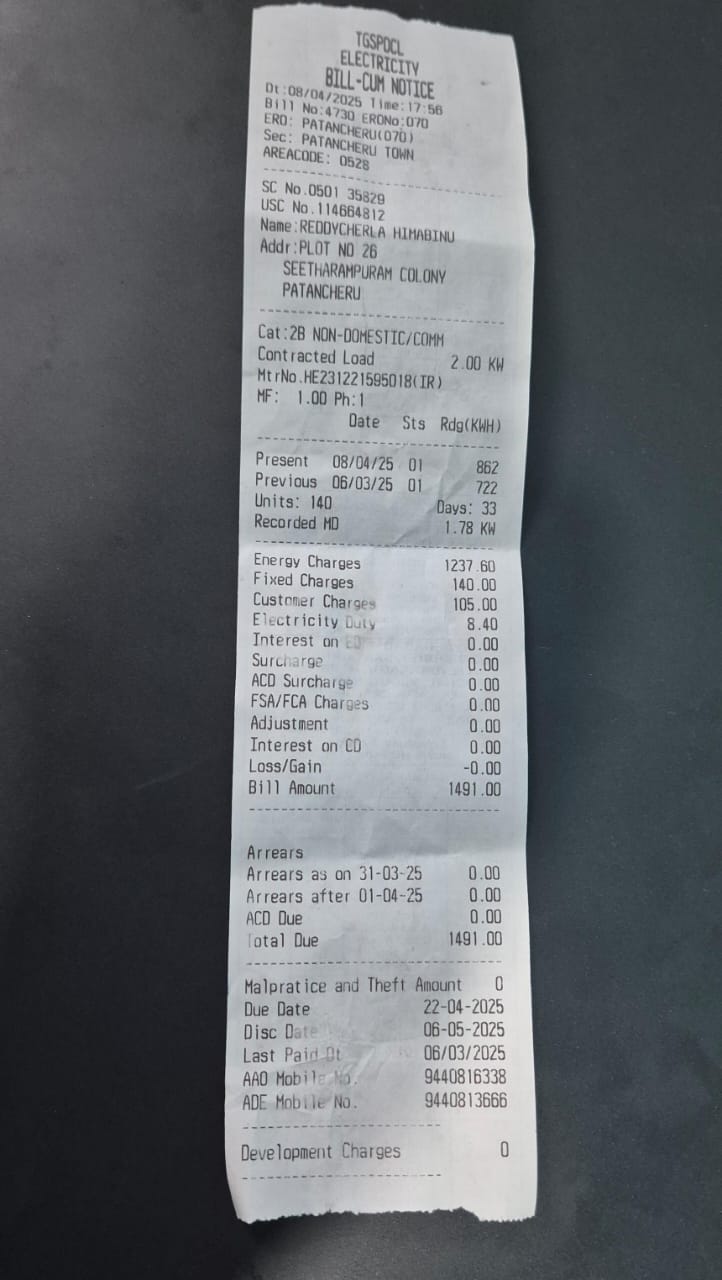 TGSPDCL
ELECTRICITY
BILL-CUM NOTICE
Dt:08/04/2025 Time:17:56
Bill No:4730 ERONo:070
ERO: PATANCHERU(070)
Sec: PATANCHERU TOWN
AREACODE: 0528
SC No.0501 35829
USC No.114664812
Name:REDDYCHERLA HIMABINU
Addr:PLOT NO 26
SEETHARAMPURAM COLONY
PATANCHERU
Cat:2B NON-DOMESTIC/COMM
Contracted Load 2.00 KW
MtrNo.HE231221595018(IR)
MF: 1.00 Ph:1
Date Sts Rdg(KWH)
Present 08/04/25 01 862
Previous 06/03/25 01 722
Units: 140 Days: 33
Recorded MD 1.78 KW
Energy Charges 1237.60
Fixed Charges 140.00
Customer Charges 105.00
Electricity Duty 8.40
Interest on ED 0.00
Surcharge 0.00
ACD Surcharge 0.00
FSA/FCA Charges 0.00
Adjustment 0.00
Interest on CD 0.00
Loss/Gain -0.00
Bill Amount 1491.00
Arrears
Arrears as on 31-03-25 0.00
Arrears after 01-04-25 0.00
ACD Due 0.00
Total Due 1491.00
Malpratice and Theft Amount 0
Due Date 22-04-2025
Disc Date 06-05-2025
Last Paid Dt 06/03/2025
AAO Mobile No. 9440816338
ADE Mobile No. 9440813666
Development Charges 0